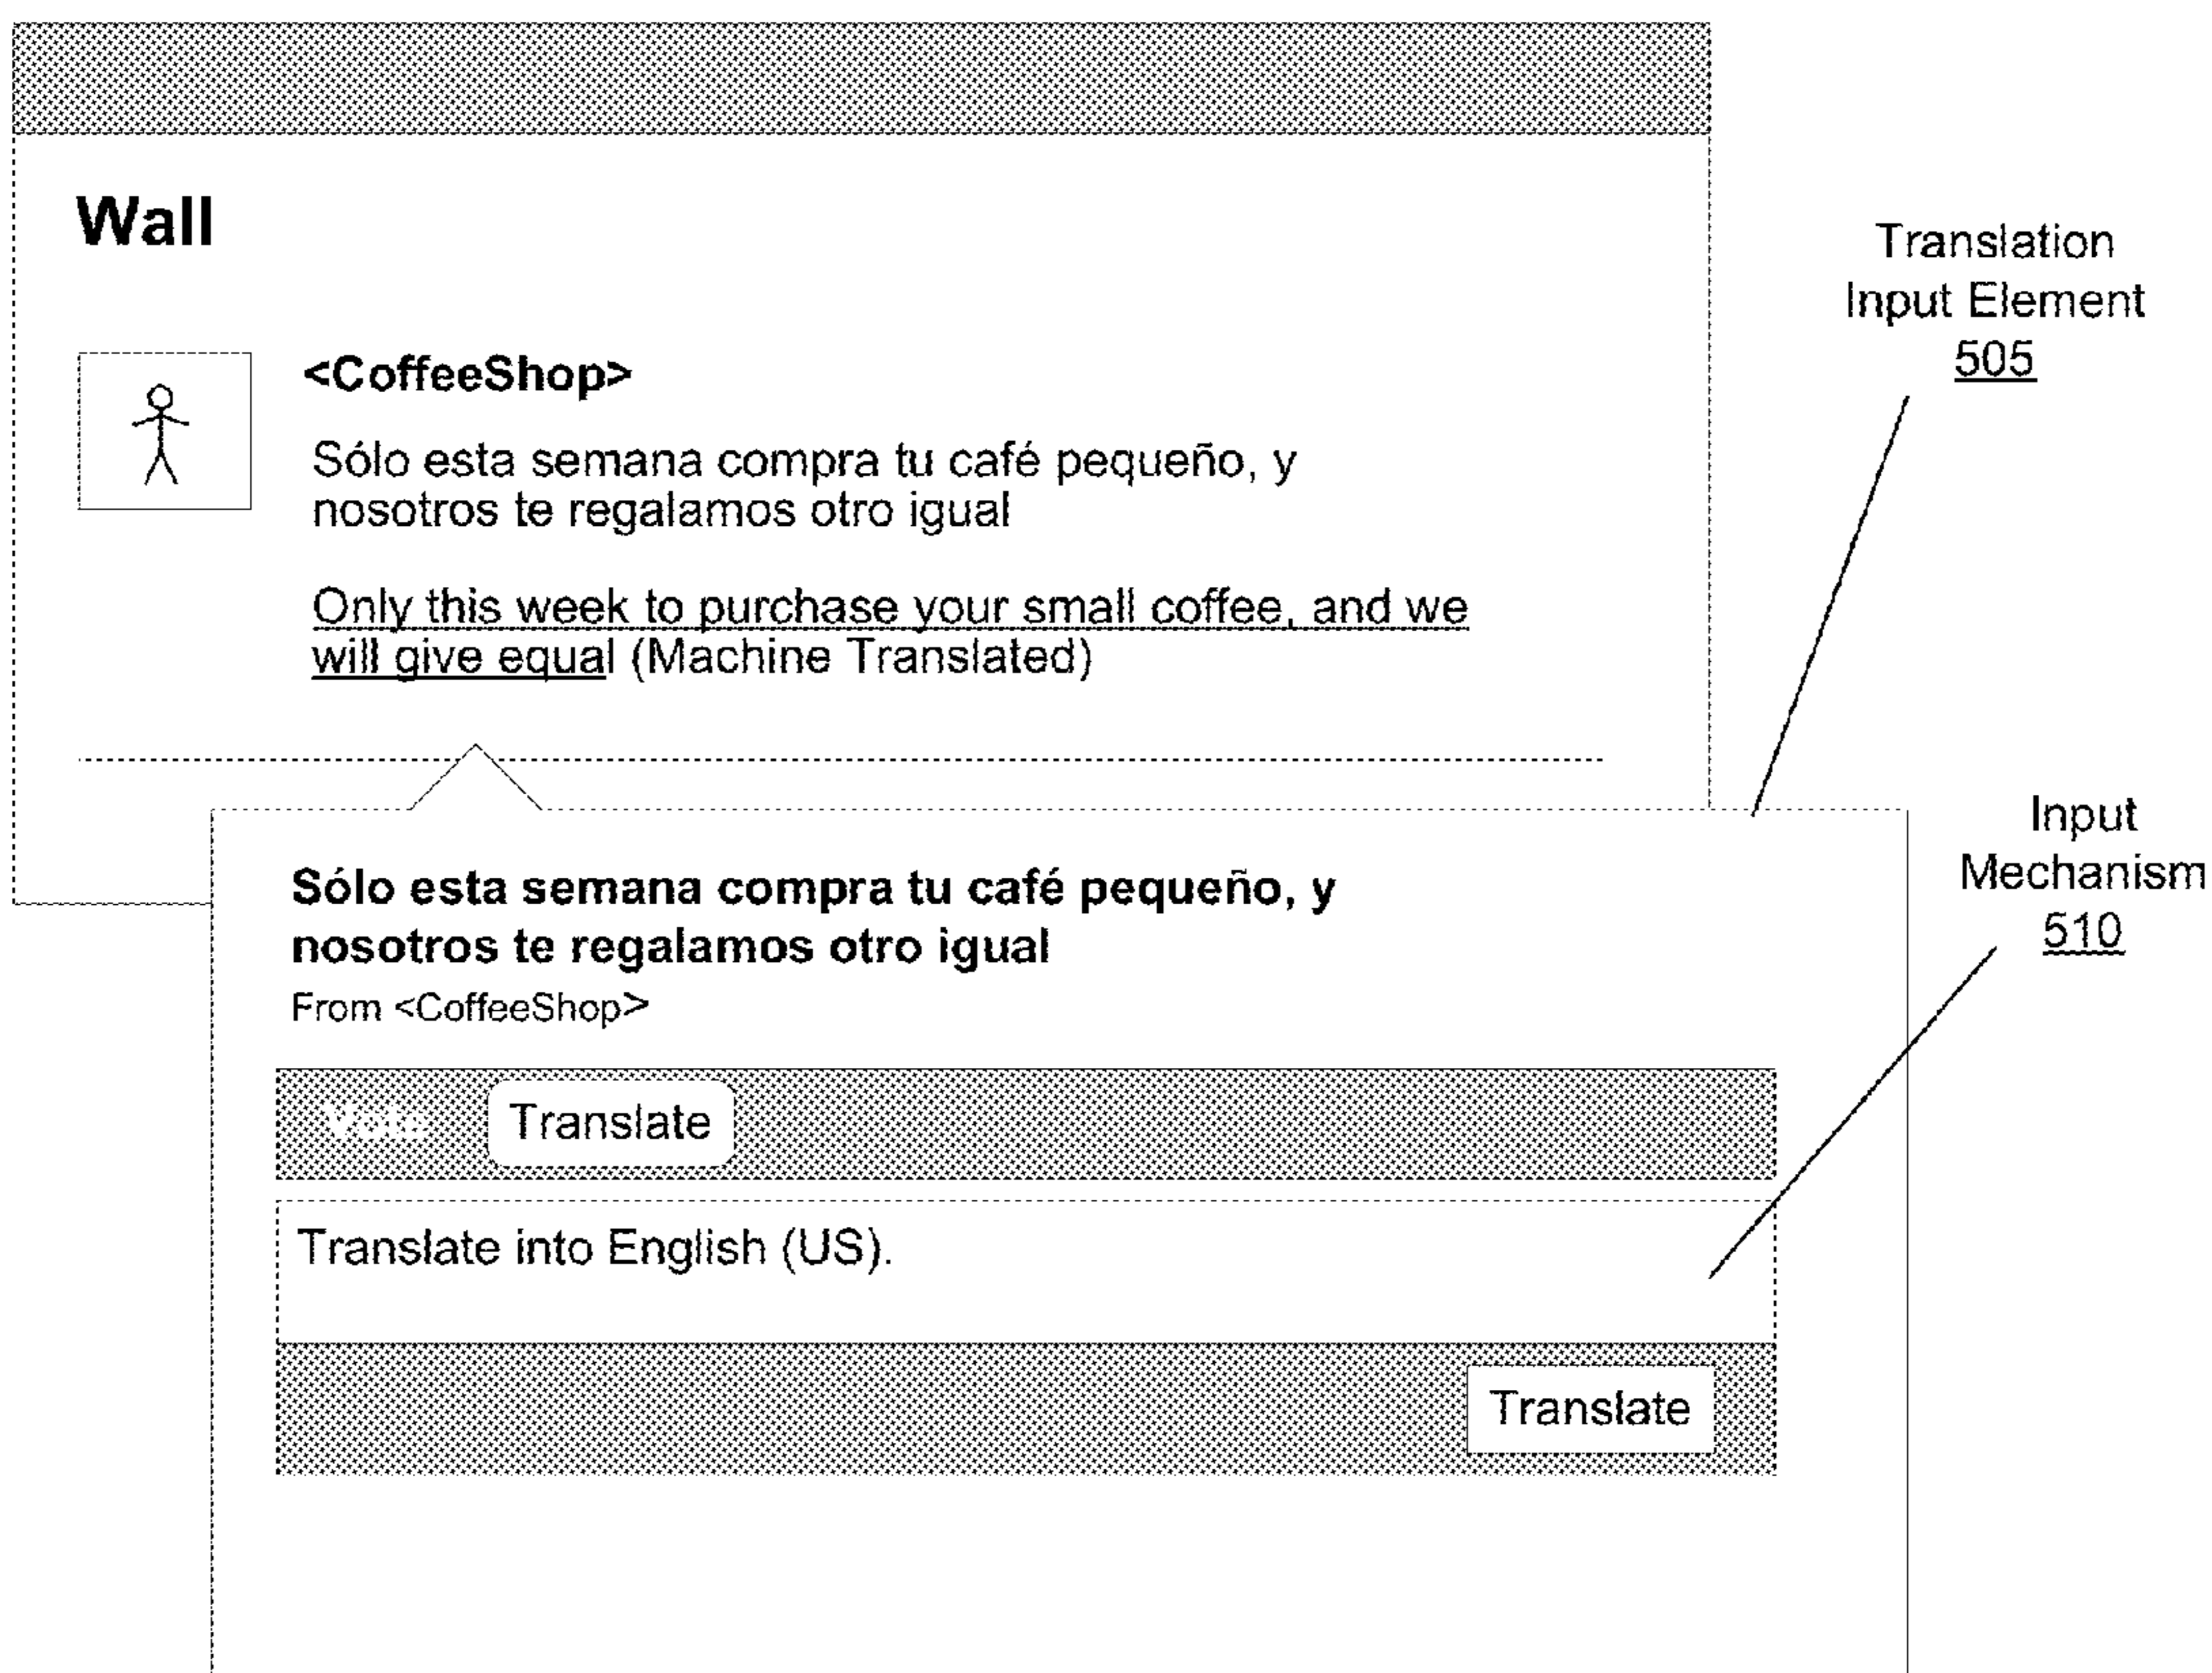 Wall
<CoffeeShop>
Sólo esta semana compra tu café pequeño, y
nosotros te regalamos otro igual
Only this week to purchase your small coffee, and we
will give equal (Machine Translated)
Translation
Input Element
505
Sólo esta semana compra tu café pequeño, y
nosotros te regalamos otro igual
From <CoffeeShop>
Input
Mechanism
510
Vote Translate
Translate into English (US).
Translate